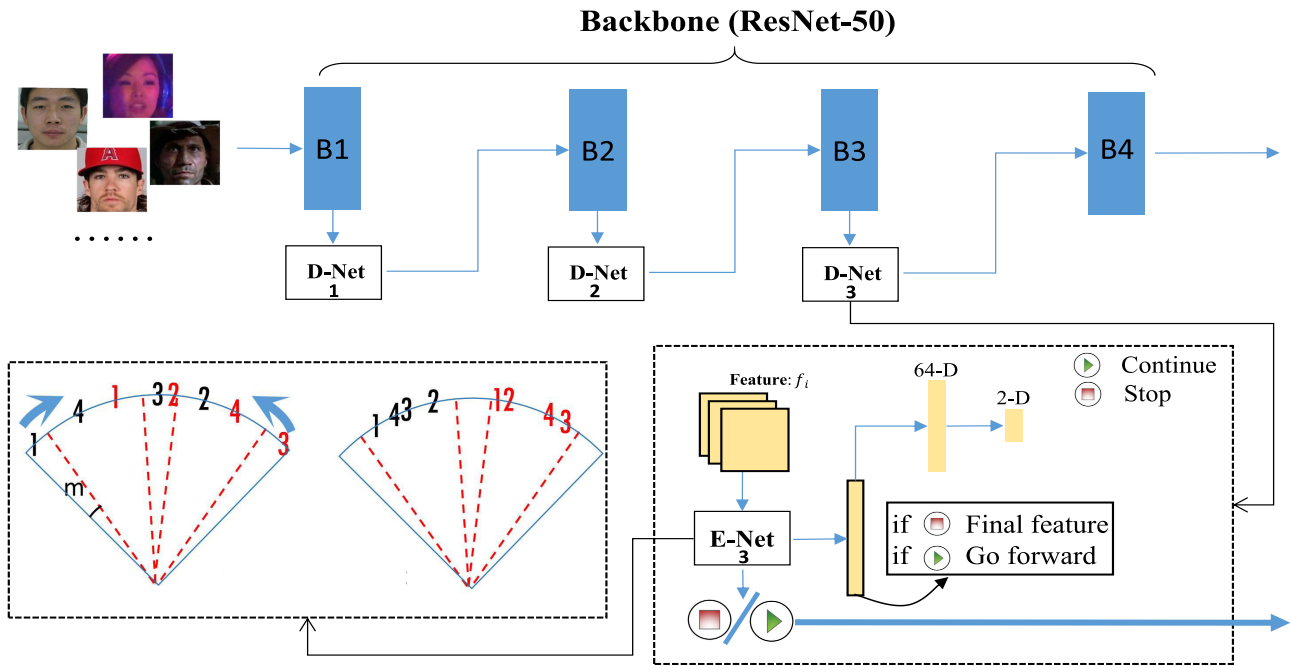 Backbone (ResNet-50)
A
B1
B2
B3
B4
......
D-Net
1
D-Net
2
D-Net
3
1 4 1 3 2 2 4 3
m
1 4 3 2 1 2 4 3
Feature: fᵢ
64-D
2-D
Continue
Stop
E-Net
3
if Final feature
if Go forward